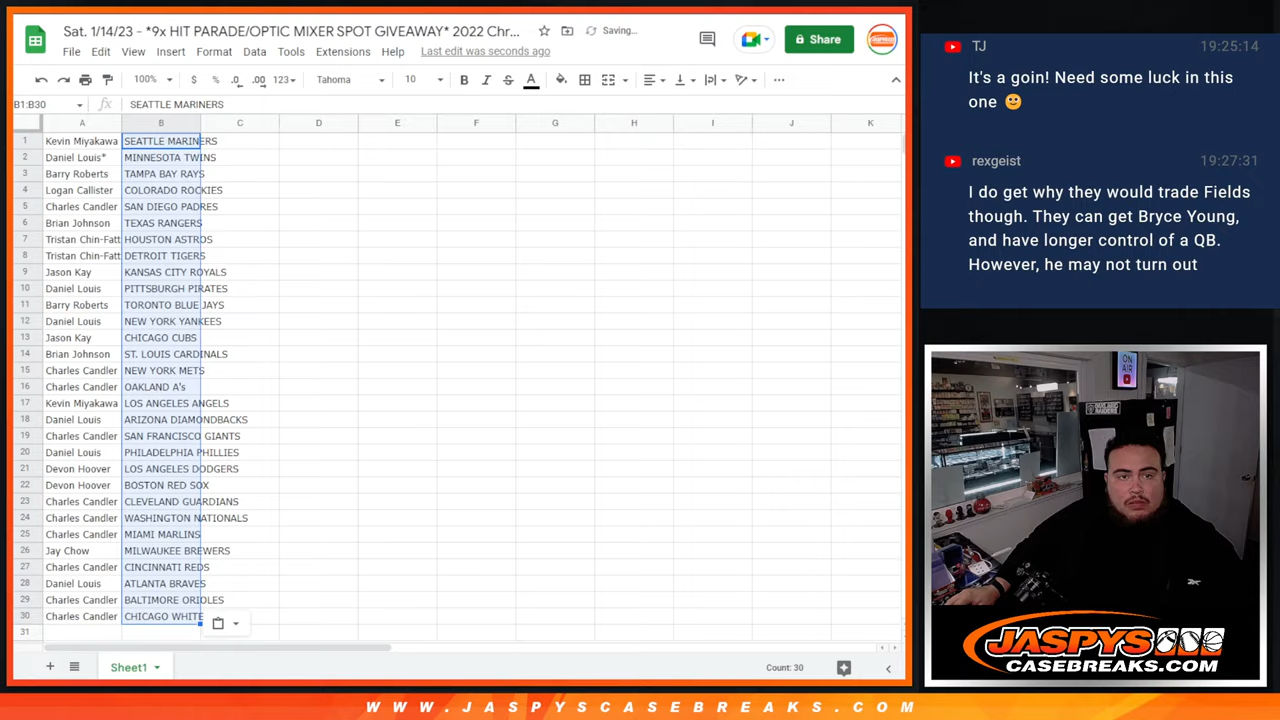 Sat. 1/14/23 - *9x HIT PARADE/OPTIC MIXER SPOT GIVEAWAY* 2022 Chr...
Saving...
File Edit View Insert Format Data Tools Extensions Help Last edit was seconds ago
Share
100% $ % .0 .00 123 Tahoma 10 B I S A
B1:B30 fx SEATTLE MARINERS
A B C D E F G H I J K
1 Kevin Miyakawa SEATTLE MARINERS
2 Daniel Louis* MINNESOTA TWINS
3 Barry Roberts TAMPA BAY RAYS
4 Logan Callister COLORADO ROCKIES
5 Charles Candler SAN DIEGO PADRES
6 Brian Johnson TEXAS RANGERS
7 Tristan Chin-Fatt HOUSTON ASTROS
8 Tristan Chin-Fatt DETROIT TIGERS
9 Jason Kay KANSAS CITY ROYALS
10 Daniel Louis PITTSBURGH PIRATES
11 Barry Roberts TORONTO BLUE JAYS
12 Daniel Louis NEW YORK YANKEES
13 Jason Kay CHICAGO CUBS
14 Brian Johnson ST. LOUIS CARDINALS
15 Charles Candler NEW YORK METS
16 Charles Candler OAKLAND A's
17 Kevin Miyakawa LOS ANGELES ANGELS
18 Daniel Louis ARIZONA DIAMONDBACKS
19 Charles Candler SAN FRANCISCO GIANTS
20 Daniel Louis PHILADELPHIA PHILLIES
21 Devon Hoover LOS ANGELES DODGERS
22 Devon Hoover BOSTON RED SOX
23 Charles Candler CLEVELAND GUARDIANS
24 Charles Candler WASHINGTON NATIONALS
25 Charles Candler MIAMI MARLINS
26 Jay Chow MILWAUKEE BREWERS
27 Charles Candler CINCINNATI REDS
28 Daniel Louis ATLANTA BRAVES
29 Charles Candler BALTIMORE ORIOLES
30 Charles Candler CHICAGO WHITE
31
Sheet1
Count: 30
TJ 19:25:14
It's a goin! Need some luck in this
one 🙂
rexgeist 19:27:31
I do get why they would trade Fields
though. They can get Bryce Young,
and have longer control of a QB.
However, he may not turn out
ON
AIR
JASPYS
CASEBREAKS.COM
WWW.JASPYSCASEBREAKS.COM